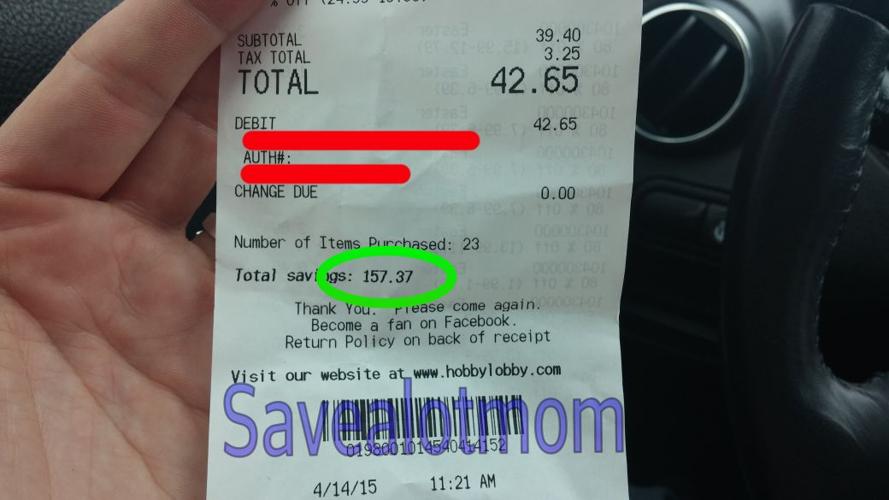 SUBTOTAL 39.40
TAX TOTAL 3.25
TOTAL 42.65
DEBIT 42.65
AUTH#:
CHANGE DUE 0.00
Number of Items Purchased: 23
Total savings: 157.37
Thank You. Please come again.
Become a fan on Facebook.
Return Policy on back of receipt
Visit our website at www.hobbylobby.com
Savealotmom
0198001014540414152
4/14/15 11:21 AM